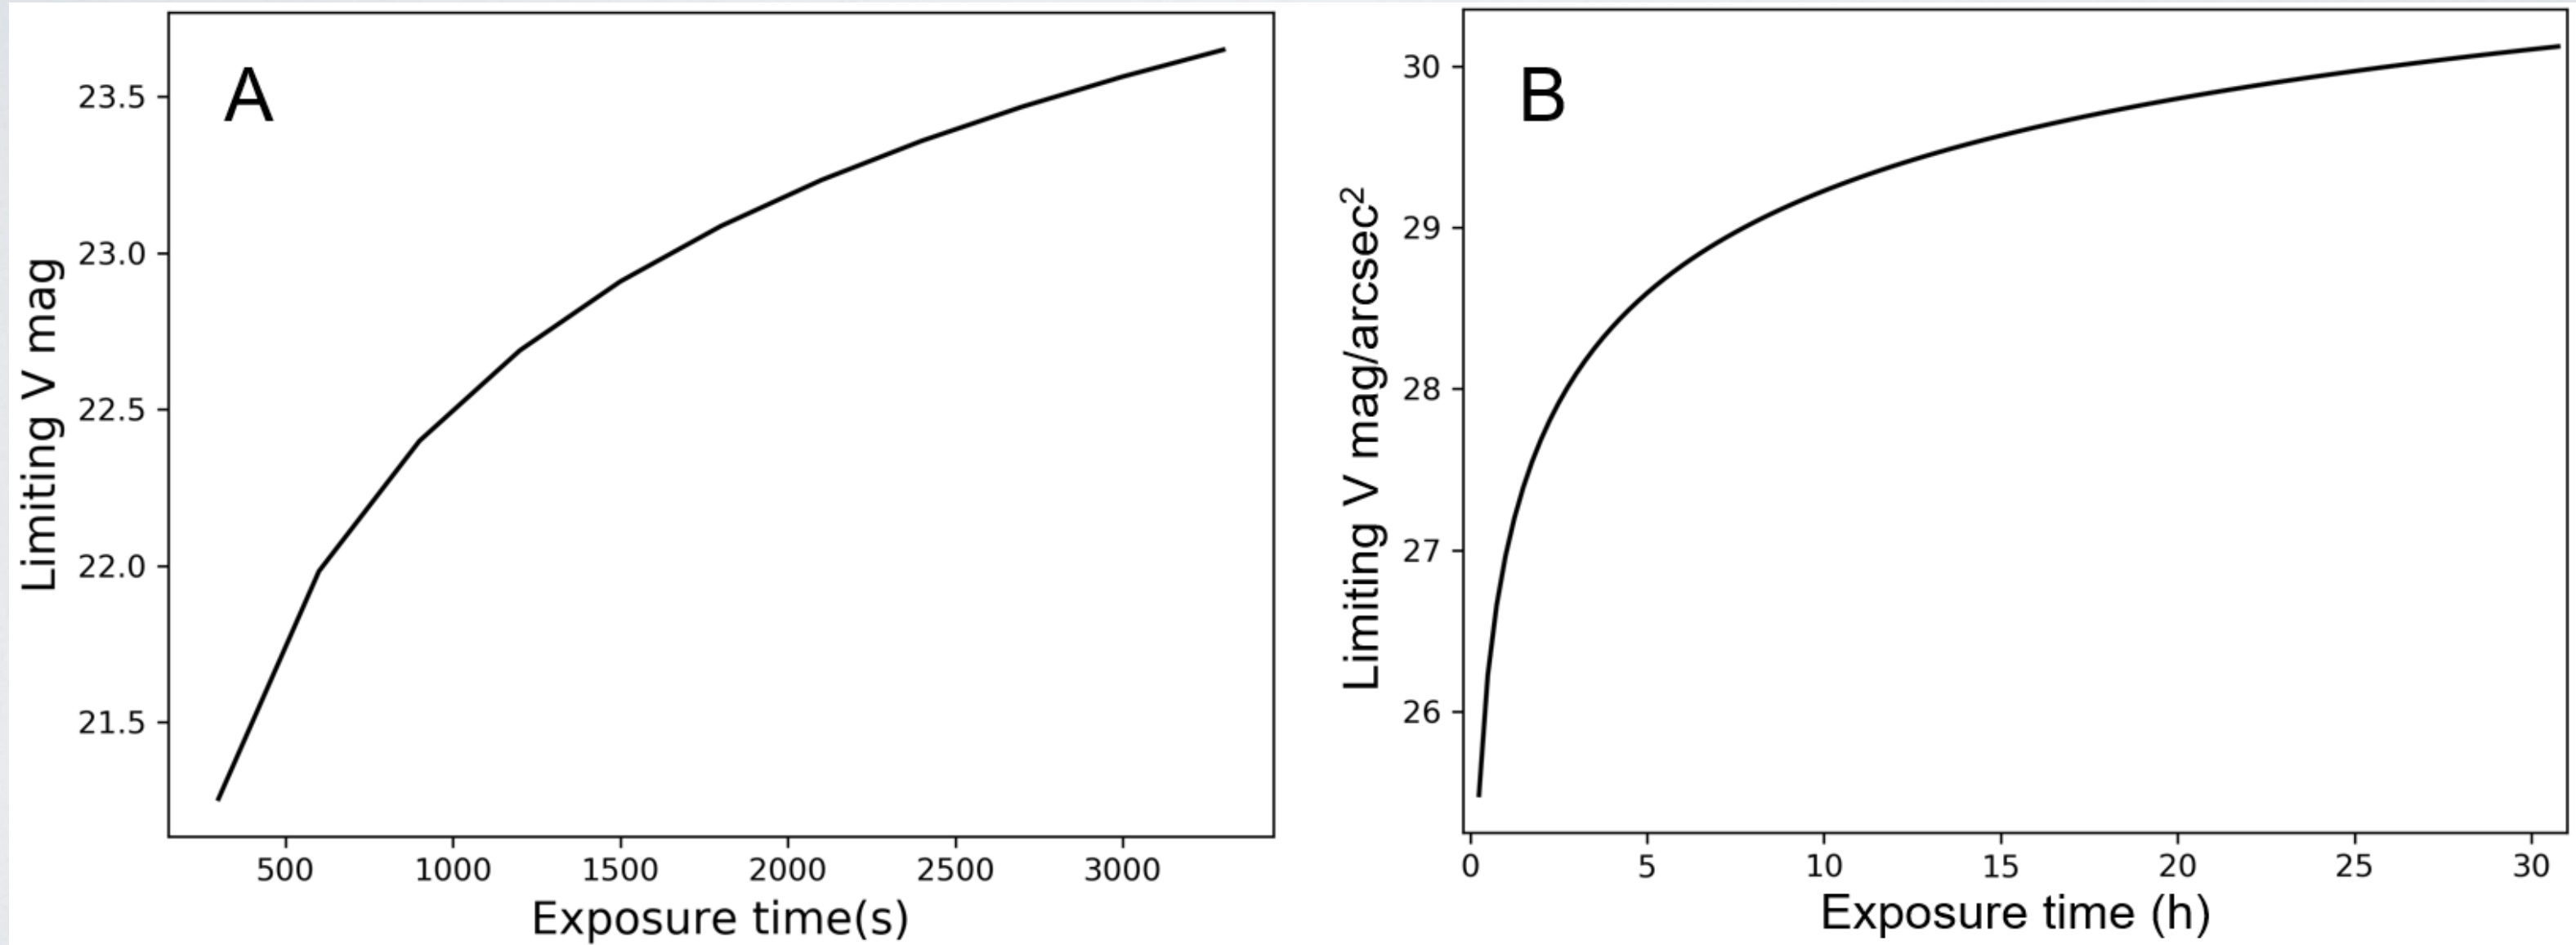 A
23.5
23.0
22.5
22.0
21.5
Limiting V mag
500 1000 1500 2000 2500 3000
Exposure time(s)
B
30
29
28
27
26
Limiting V mag/arcsec²
0 5 10 15 20 25 30
Exposure time (h)